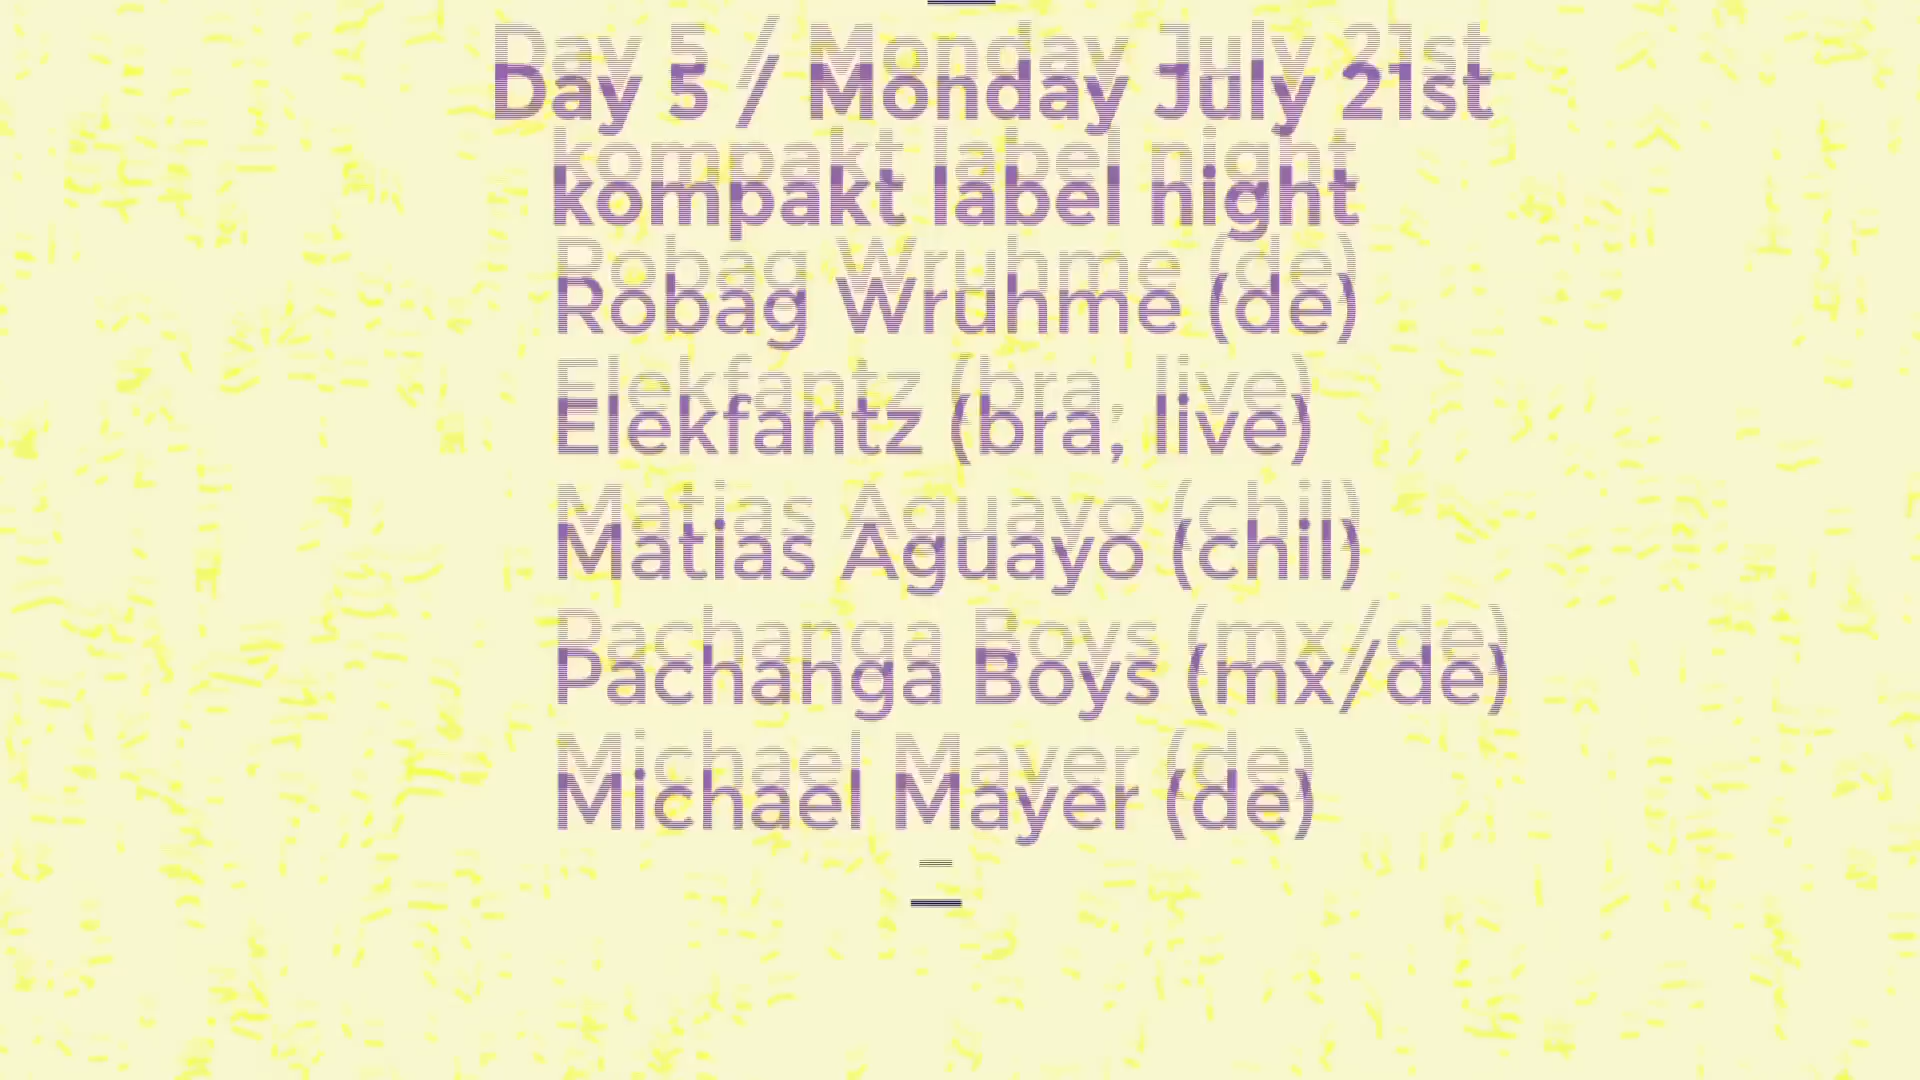 Day 5 / Monday July 21st
kompakt label night
Robag Wruhme (de)
Elekfantz (bra, live)
Matias Aguayo (chil)
Pachanga Boys (mx/de)
Michael Mayer (de)